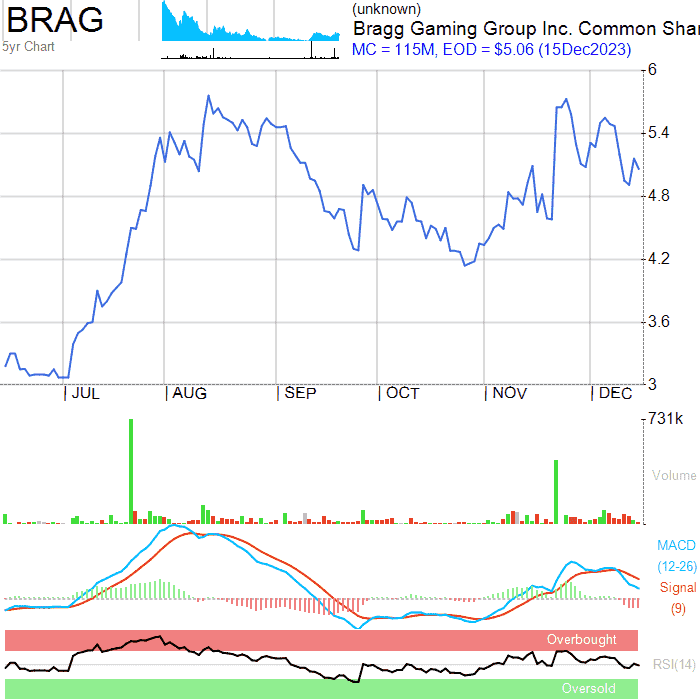 BRAG
5yr Chart
(unknown)
Bragg Gaming Group Inc. Common Shar
MC = 115M, EOD = $5.06 (15Dec2023)
6
5.4
4.8
4.2
3.6
3
JUL AUG SEP OCT NOV DEC
731k
Volume
MACD
(12-26)
Signal
(9)
Overbought
RSI(14)
Oversold